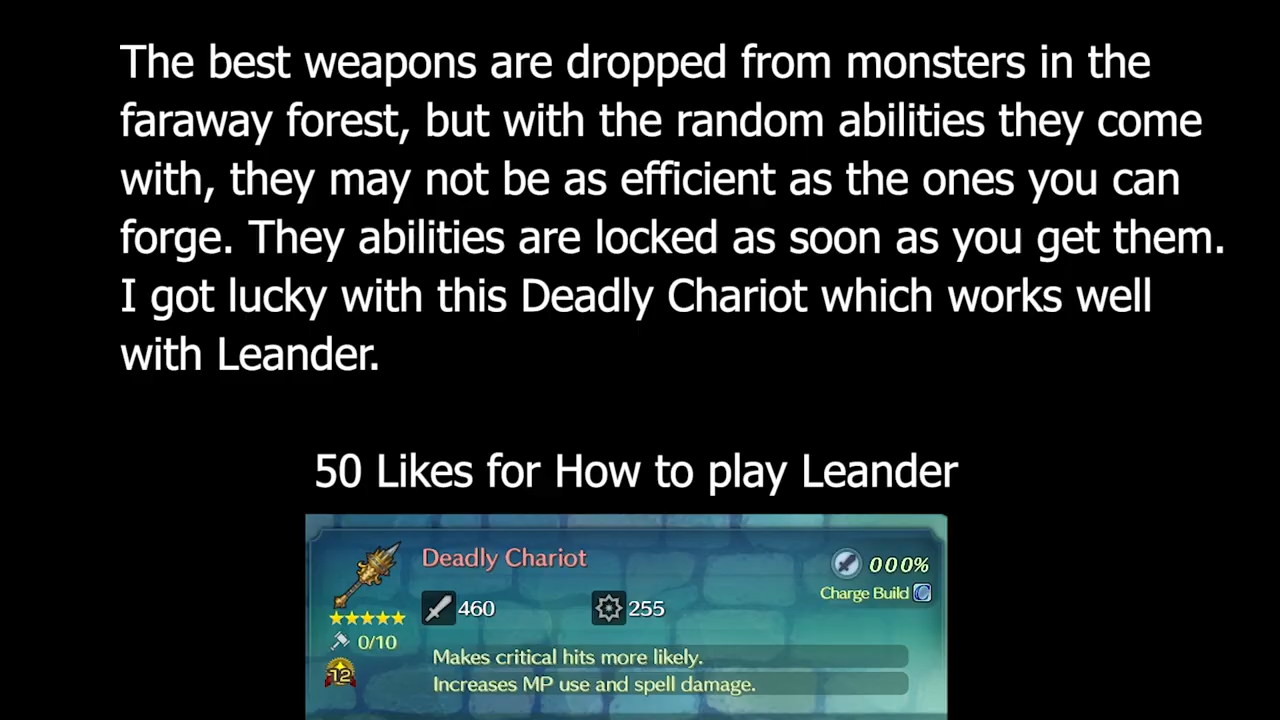 The best weapons are dropped from monsters in the
faraway forest, but with the random abilities they come
with, they may not be as efficient as the ones you can
forge. They abilities are locked as soon as you get them.
I got lucky with this Deadly Chariot which works well
with Leander.
50 Likes for How to play Leander
Deadly Chariot
000%
Charge Build
460
255
0/10
12
Makes critical hits more likely.
Increases MP use and spell damage.